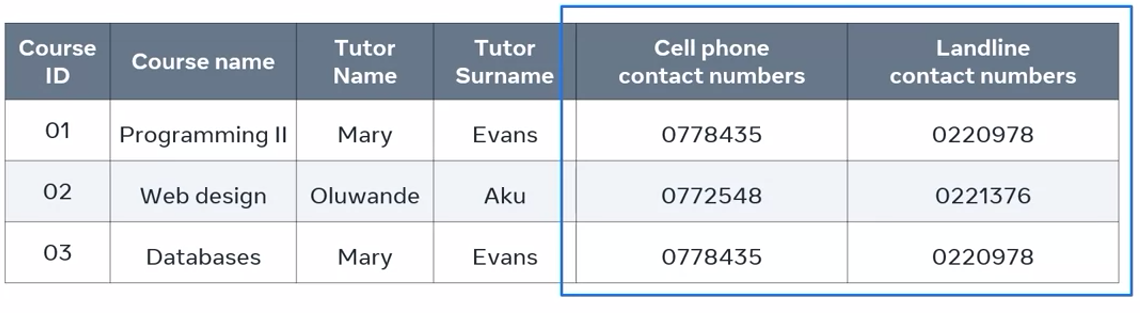 Course ID | Course name | Tutor Name | Tutor Surname | Cell phone contact numbers | Landline contact numbers
01 | Programming II | Mary | Evans | 0778435 | 0220978
02 | Web design | Oluwande | Aku | 0772548 | 0221376
03 | Databases | Mary | Evans | 0778435 | 0220978